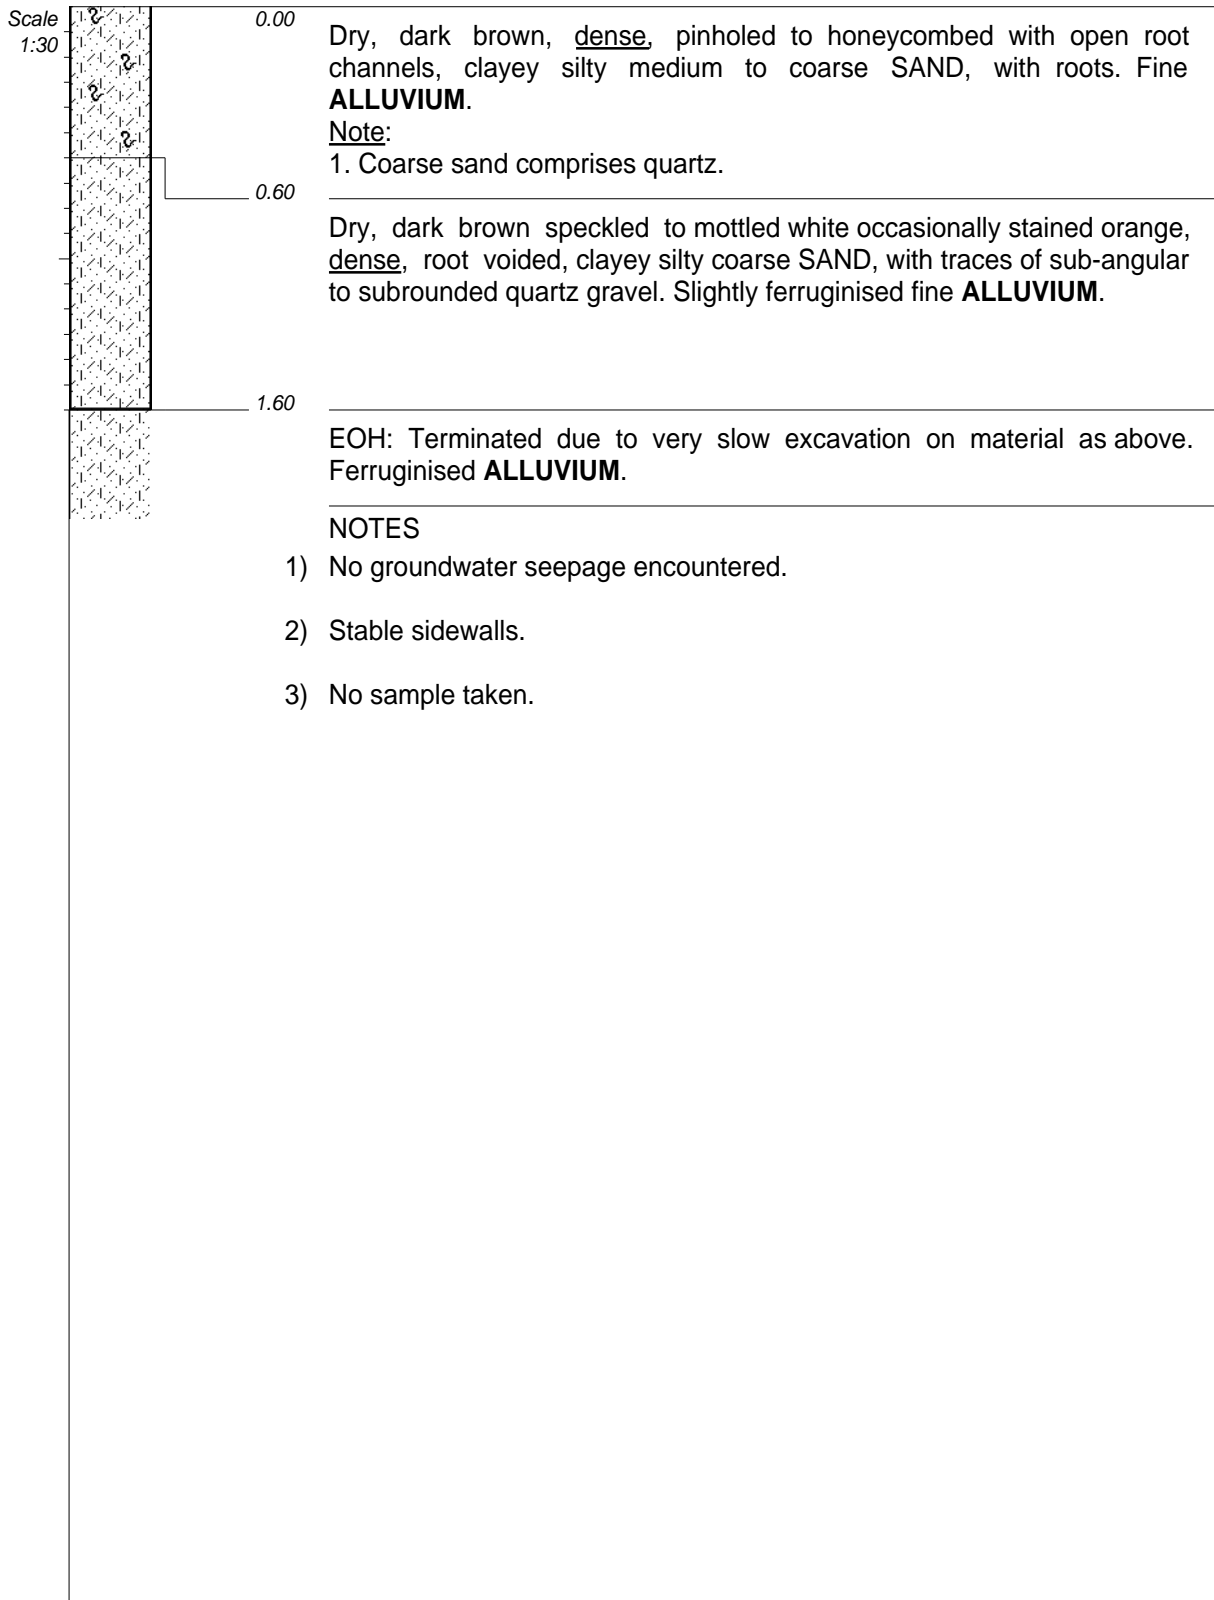 Scale
1:30
0.00
Dry, dark brown, dense, pinholed to honeycombed with open root
channels, clayey silty medium to coarse SAND, with roots. Fine
ALLUVIUM.
Note:
1. Coarse sand comprises quartz.
0.60
Dry, dark brown speckled to mottled white occasionally stained orange,
dense, root voided, clayey silty coarse SAND, with traces of sub-angular
to subrounded quartz gravel. Slightly ferruginised fine ALLUVIUM.
1.60
EOH: Terminated due to very slow excavation on material as above.
Ferruginised ALLUVIUM.
NOTES
1) No groundwater seepage encountered.
2) Stable sidewalls.
3) No sample taken.